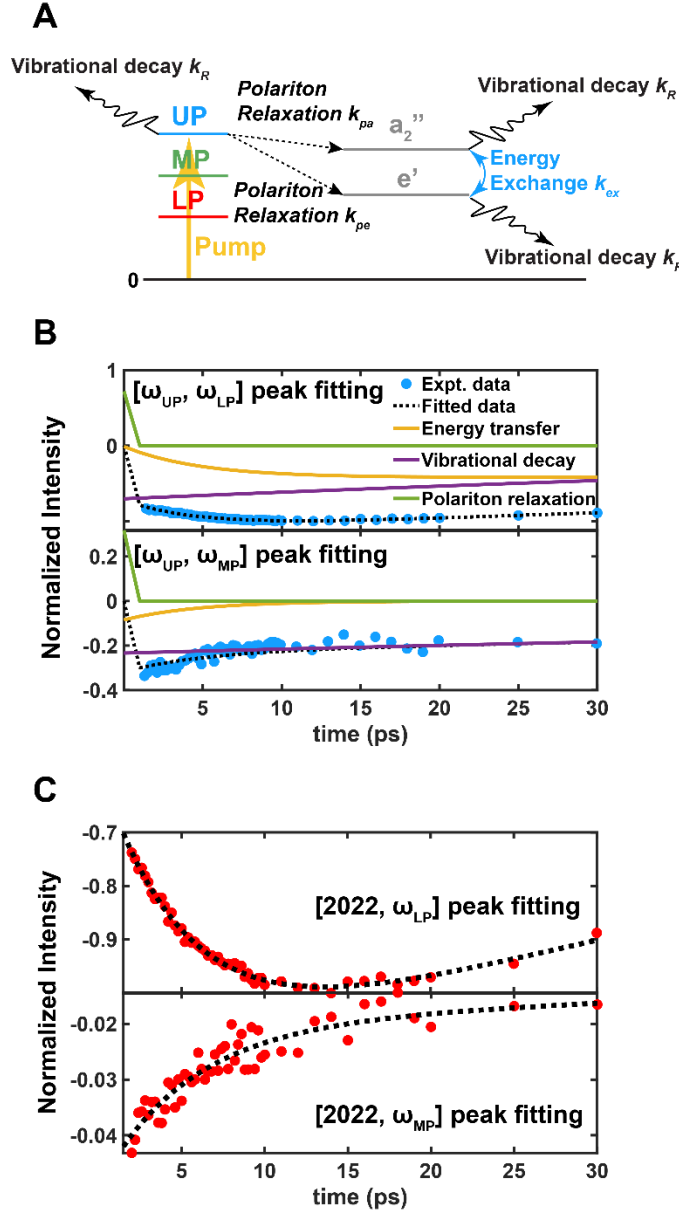 A
Vibrational decay k_R
Polariton
Relaxation k_pa
Vibrational decay k_R
UP
a₂”
MP
Energy
Exchange k_ex
e’
LP
Polariton
Relaxation k_pe
Pump
Vibrational decay k_R
0
B
1
[ω_UP, ω_LP] peak fitting
Expt. data
Fitted data
Energy transfer
Vibrational decay
Polariton relaxation
0
-1
Normalized Intensity
[ω_UP, ω_MP] peak fitting
0.2
0
-0.2
-0.4
5
10
15
20
25
30
time (ps)
C
-0.7
-0.8
-0.9
[2022, ω_LP] peak fitting
Normalized Intensity
-0.02
-0.03
-0.04
[2022, ω_MP] peak fitting
5
10
15
20
25
30
time (ps)